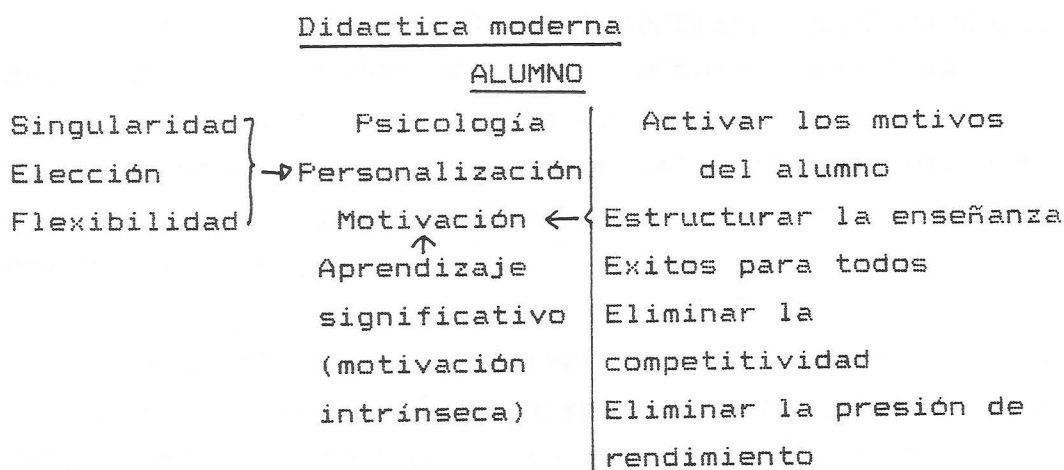 Didactica moderna
ALUMNO
Singularidad
Elección
Flexibilidad
Psicología
Personalización
Motivación
Aprendizaje
significativo
(motivación
intrínseca)
Activar los motivos
del alumno
Estructurar la enseñanza
Exitos para todos
Eliminar la
competitividad
Eliminar la presión de
rendimiento